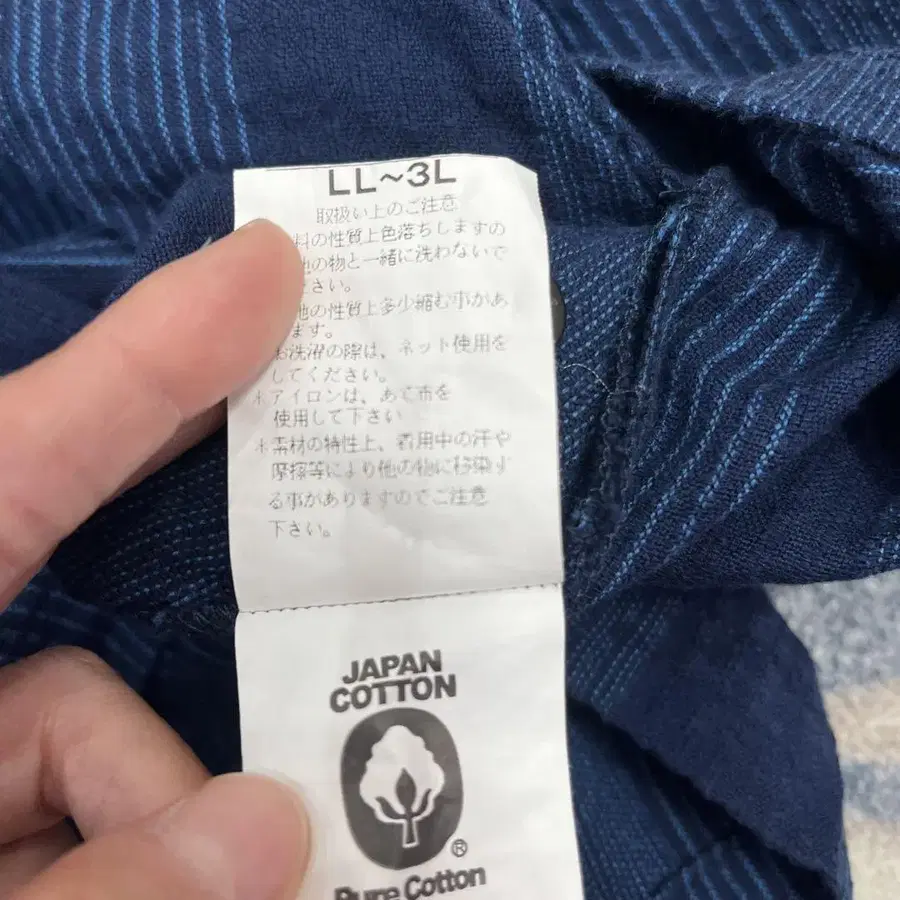 LL～3L
取扱い上のご注意
料の性質上色落ちしますの
他の物と一緒に洗わないで
さい。
地の性質上多少縮む事があ
ます。
お洗濯の際は、ネット使用を
してください。
＊アイロンは、あて布を
使用して下さい
＊素材の特性上、着用中の汗や
摩擦等により他の物に移染す
る事がありますのでご注意
下さい。
JAPAN
COTTON
®
Pure Cotton